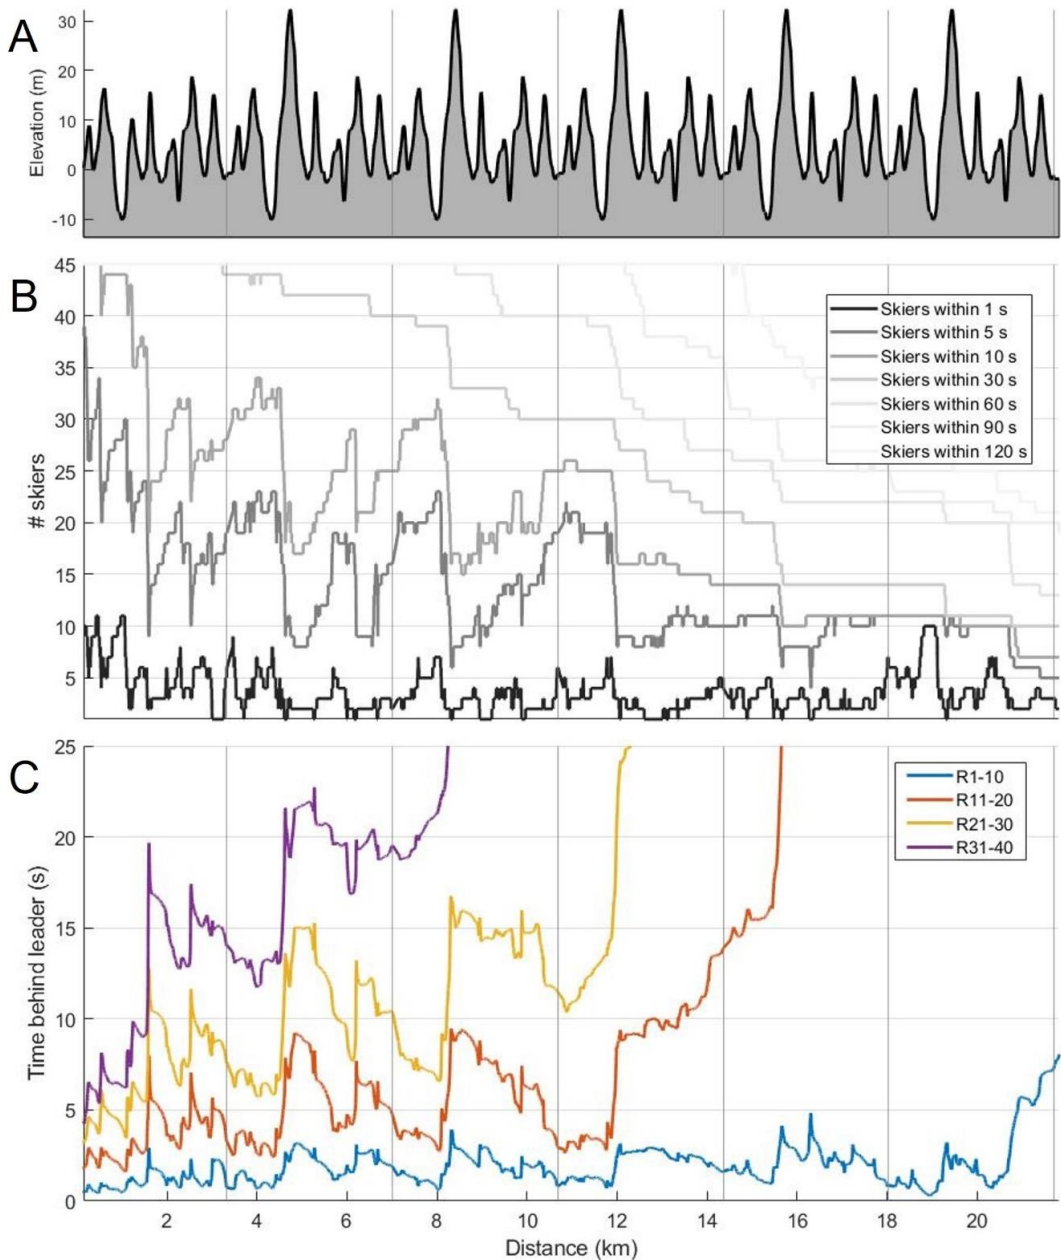 A
Elevation (m)
30
20
10
0
-10
B
# skiers
45
40
35
30
25
20
15
10
5
Skiers within 1 s
Skiers within 5 s
Skiers within 10 s
Skiers within 30 s
Skiers within 60 s
Skiers within 90 s
Skiers within 120 s
C
Time behind leader (s)
25
20
15
10
5
0
R1-10
R11-20
R21-30
R31-40
2 4 6 8 10 12 14 16 18 20
Distance (km)